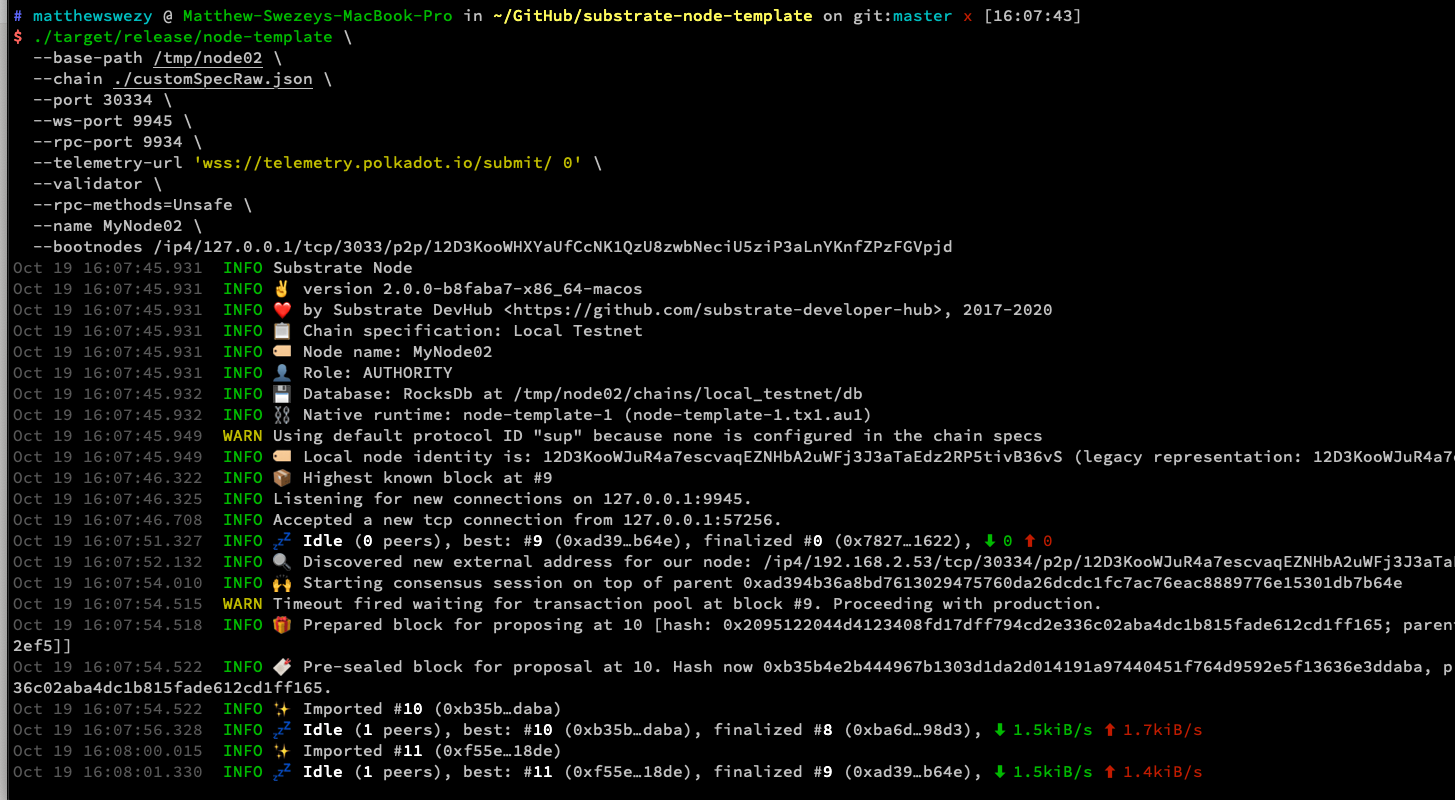 # matthewswezy @ Matthew-Swezeys-MacBook-Pro in ~/GitHub/substrate-node-template on git:master x [16:07:43]
$ ./target/release/node-template \
--base-path /tmp/node02 \
--chain ./customSpecRaw.json \
--port 30334 \
--ws-port 9945 \
--rpc-port 9934 \
--telemetry-url 'wss://telemetry.polkadot.io/submit/ 0' \
--validator \
--rpc-methods=Unsafe \
--name MyNode02 \
--bootnodes /ip4/127.0.0.1/tcp/3033/p2p/12D3KooWHXYaUfCcNK1QzU8zwbNeciU5ziP3aLnYKnfZPzFGVpjd
Oct 19 16:07:45.931 INFO Substrate Node
Oct 19 16:07:45.931 INFO ✌️ version 2.0.0-b8faba7-x86_64-macos
Oct 19 16:07:45.931 INFO ❤️ by Substrate DevHub <https://github.com/substrate-developer-hub>, 2017-2020
Oct 19 16:07:45.931 INFO 📋 Chain specification: Local Testnet
Oct 19 16:07:45.931 INFO 🏷 Node name: MyNode02
Oct 19 16:07:45.931 INFO 👤 Role: AUTHORITY
Oct 19 16:07:45.932 INFO 💾 Database: RocksDb at /tmp/node02/chains/local_testnet/db
Oct 19 16:07:45.932 INFO ⛓ Native runtime: node-template-1 (node-template-1.tx1.au1)
Oct 19 16:07:45.949 WARN Using default protocol ID "sup" because none is configured in the chain specs
Oct 19 16:07:45.949 INFO 🏷 Local node identity is: 12D3KooWJuR4a7escvaqEZNHbA2uWFj3J3aTaEdz2RP5tivB36vS (legacy representation: 12D3KooWJuR4a7e
Oct 19 16:07:46.322 INFO 📦 Highest known block at #9
Oct 19 16:07:46.325 INFO Listening for new connections on 127.0.0.1:9945.
Oct 19 16:07:46.708 INFO Accepted a new tcp connection from 127.0.0.1:57256.
Oct 19 16:07:51.327 INFO 💤 Idle (0 peers), best: #9 (0xad39…b64e), finalized #0 (0x7827…1622), ⬇ 0 ⬆ 0
Oct 19 16:07:52.132 INFO 🔍 Discovered new external address for our node: /ip4/192.168.2.53/tcp/30334/p2p/12D3KooWJuR4a7escvaqEZNHbA2uWFj3J3aTaE
Oct 19 16:07:54.010 INFO 🙌 Starting consensus session on top of parent 0xad394b36a8bd7613029475760da26dcdc1fc7ac76eac8889776e15301db7b64e
Oct 19 16:07:54.515 WARN Timeout fired waiting for transaction pool at block #9. Proceeding with production.
Oct 19 16:07:54.518 INFO 🎁 Prepared block for proposing at 10 [hash: 0x2095122044d4123408fd17dff794cd2e336c02aba4dc1b815fade612cd1ff165; paren
2ef5]]
Oct 19 16:07:54.522 INFO 🔖 Pre-sealed block for proposal at 10. Hash now 0xb35b4e2b444967b1303d1da2d014191a97440451f764d9592e5f13636e3ddaba, p
36c02aba4dc1b815fade612cd1ff165.
Oct 19 16:07:54.522 INFO ✨ Imported #10 (0xb35b…daba)
Oct 19 16:07:56.328 INFO 💤 Idle (1 peers), best: #10 (0xb35b…daba), finalized #8 (0xba6d…98d3), ⬇ 1.5kiB/s ⬆ 1.7kiB/s
Oct 19 16:08:00.015 INFO ✨ Imported #11 (0xf55e…18de)
Oct 19 16:08:01.330 INFO 💤 Idle (1 peers), best: #11 (0xf55e…18de), finalized #9 (0xad39…b64e), ⬇ 1.5kiB/s ⬆ 1.4kiB/s